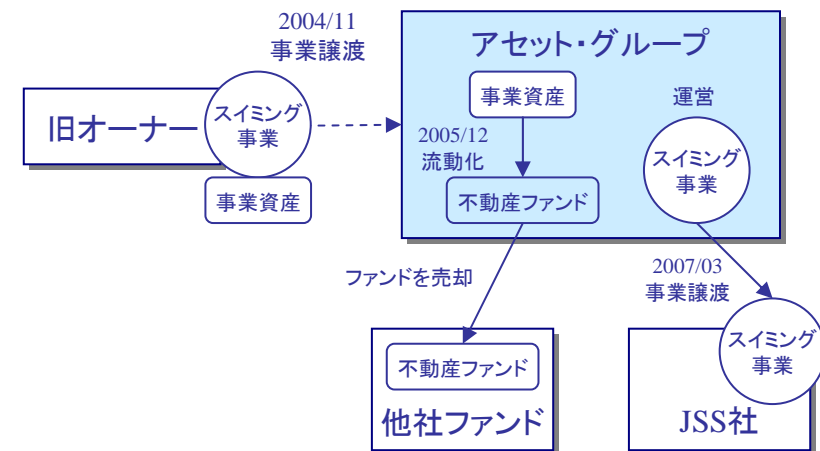 2004/11
事業譲渡
旧オーナー
スイミング
事業
事業資産
アセット・グループ
事業資産
2005/12
流動化
不動産ファンド
運営
スイミング
事業
ファンドを売却
2007/03
事業譲渡
不動産ファンド
他社ファンド
スイミング
事業
JSS社